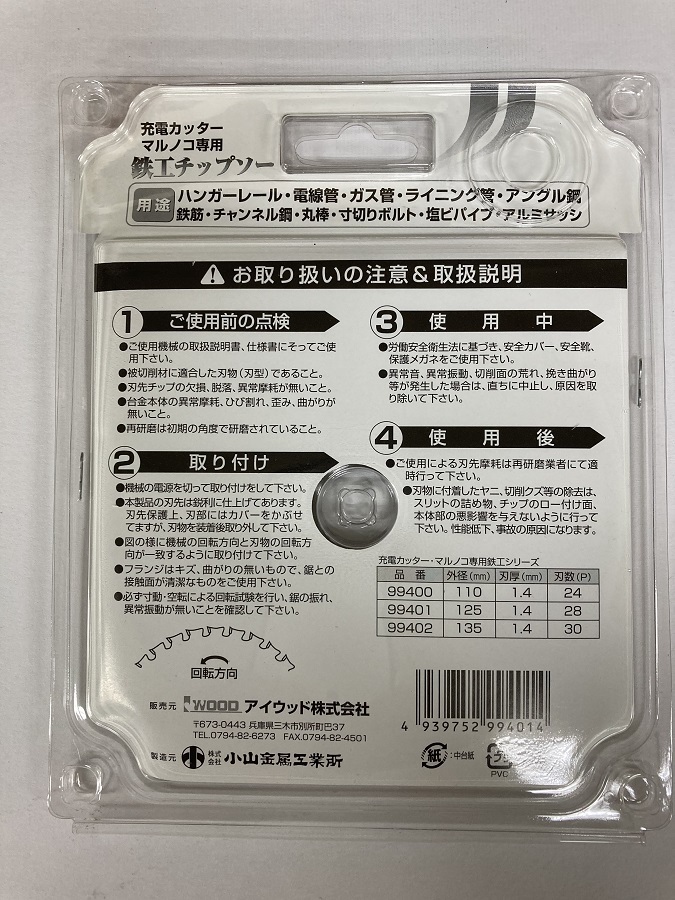 充電カッター
マルノコ専用
鉄工チップソー
用途
ハンガーレール・電線管・ガス管・ライニング管・アングル鋼
鉄筋・チャンネル鋼・丸棒・寸切りボルト・塩ビパイプ・アルミサッシ
お取り扱いの注意&取扱説明
1 ご使用前の点検
●ご使用機械の取扱説明書、仕様書にそってご使
用下さい。
●被切削材に適合した刃物(刃型)であること。
●刃先チップの欠損、脱落、異常摩耗が無いこと。
●台金本体の異常摩耗、ひび割れ、歪み、曲がりが
無いこと。
●再研磨は初期の角度で研磨されていること。
2 取り付け
●機械の電源を切って取り付けをして下さい。
●本製品の刃先は鋭利に仕上げてあります。
刃先保護上、刃部にはカバーをかぶせ
てますが、刃物を装着後取り外して下さい。
●図の様に機械の回転方向と刃物の回転方
向が一致するように取り付けて下さい。
●フランジはキズ、曲がりの無いもので、鋸との
接触面が清潔なものをご使用下さい。
●必ず寸動・空転による回転試験を行い、鋸の振れ、
異常振動が無いことを確認して下さい。
回転方向
3 使用中
●労働安全衛生法に基づき、安全カバー、安全靴、
保護メガネをご使用下さい。
●異常音、異常振動、切削面の荒れ、挽き曲がり
等が発生した場合は、直ちに中止し、原因を取
り除いて下さい。
4 使用後
●ご使用による刃先摩耗は再研磨業者にて適
時行って下さい。
●刃物に付着したヤニ、切削クズ等の除去は、
スリットの詰め物、チップのロー付け面、
本体部の悪影響を与えないように行って
下さい。性能低下、事故の原因になります。
充電カッター・マルノコ専用鉄工シリーズ
品番 外径(mm) 刃厚(mm) 刃数(P)
99400 110 1.4 24
99401 125 1.4 28
99402 135 1.4 30
販売元 IWOOD アイウッド株式会社
〒673-0443 兵庫県三木市別所町巴37
TEL.0794-82-6273 FAX.0794-82-4501
製造元 株式会社 小山金属工業所
4 939752 994014
紙 :中台紙
プラ
PVC